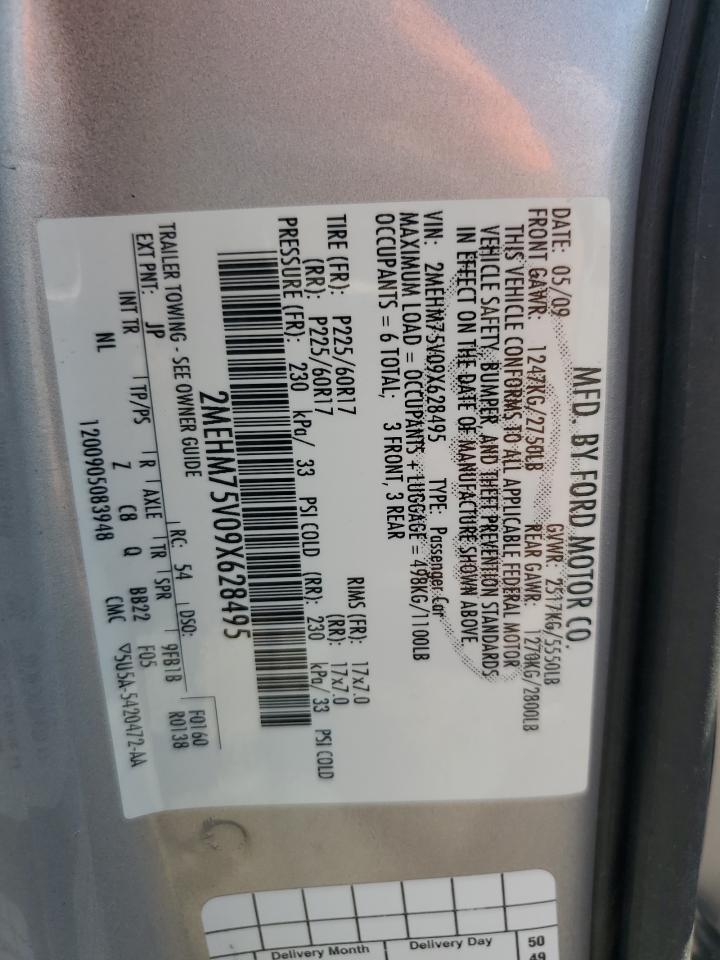 MFD. BY FORD MOTOR CO.
DATE: 05/09 GVWR: 2517KG/5550LB
FRONT GAWR: 1247KG/2750LB REAR GAWR: 1270KG/2800LB
THIS VEHICLE CONFORMS TO ALL APPLICABLE FEDERAL MOTOR
VEHICLE SAFETY, BUMPER, AND THEFT PREVENTION STANDARDS
IN EFFECT ON THE DATE OF MANUFACTURE SHOWN ABOVE.
VIN: 2MEHM75V09X628495 TYPE: Passenger Car
MAXIMUM LOAD = OCCUPANTS + LUGGAGE = 498KG/1100LB
OCCUPANTS = 6 TOTAL; 3 FRONT, 3 REAR
TIRE (FR): P225/60R17 RIMS (FR): 17x7.0
(RR): P225/60R17 (RR): 17x7.0
PRESSURE (FR): 230 kPa/ 33 PSI COLD (RR): 230 kPa/ 33 PSI COLD
2MEHM75V09X628495
TRAILER TOWING - SEE OWNER GUIDE
F0160
R0138
EXT PNT: JP RC: 54 DSO: 9FB1B
INT TR TP/PS R AXLE TR SPR
NL Z C8 Q BB22 F05
1200905083948 CMC ▽5U5A-5420472-AA
Delivery Month Delivery Day 50
49